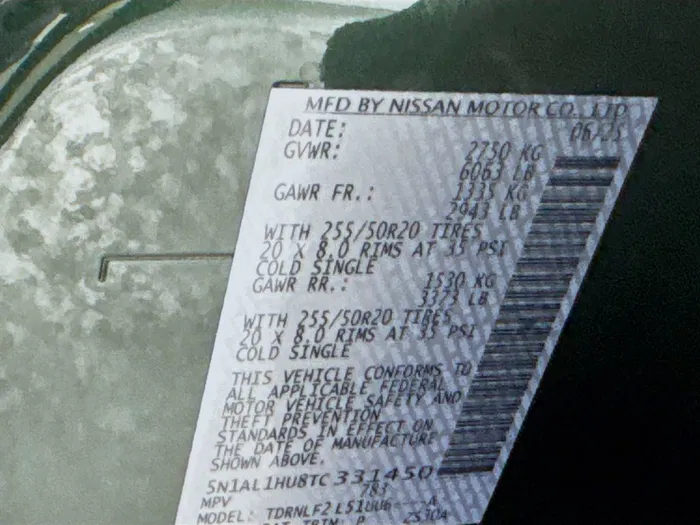 MFD BY NISSAN MOTOR CO., LTD
DATE: 06/25
GVWR: 2750 KG
6063 LB
GAWR FR.: 1335 KG
2943 LB
WITH 255/50R20 TIRES
20 X 8.0 RIMS AT 35 PSI
COLD SINGLE
GAWR RR.: 1530 KG
3373 LB
WITH 255/50R20 TIRES
20 X 8.0 RIMS AT 35 PSI
COLD SINGLE
THIS VEHICLE CONFORMS TO
ALL APPLICABLE FEDERAL
MOTOR VEHICLE SAFETY AND
THEFT PREVENTION
STANDARDS IN EFFECT ON
THE DATE OF MANUFACTURE
SHOWN ABOVE.
5N1AL1HU8TC331450
MPV 783
MODEL: